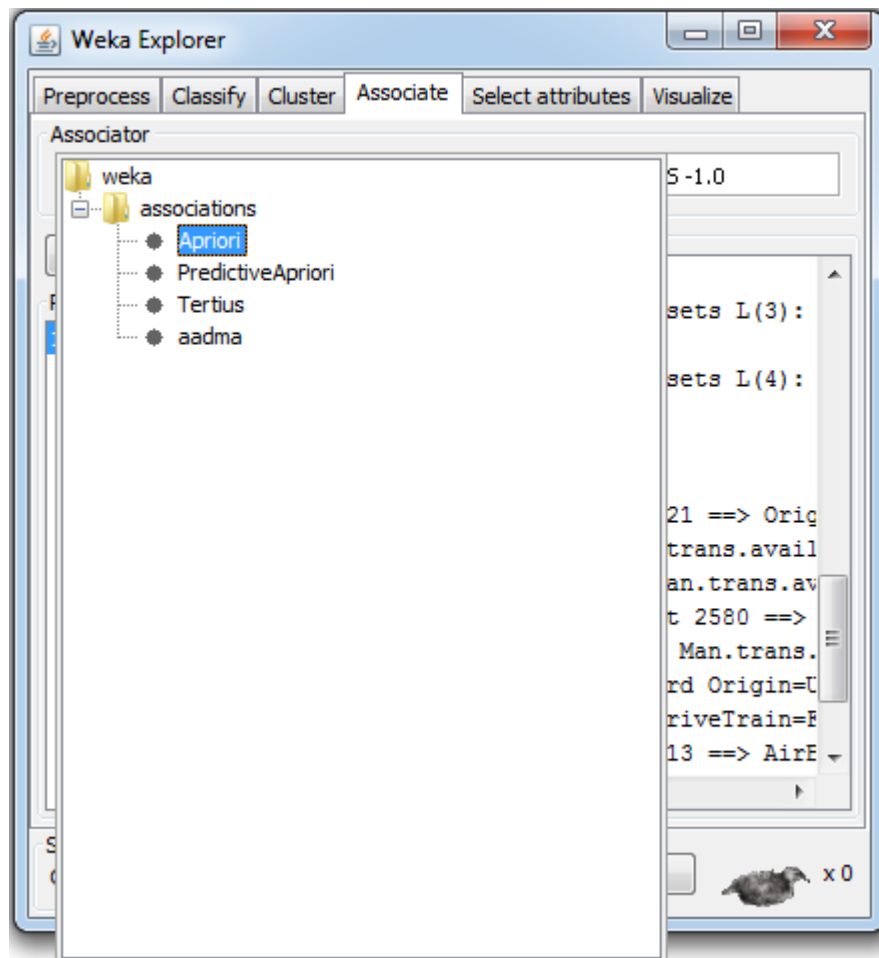 Weka Explorer
Preprocess Classify Cluster Associate Select attributes Visualize
Associator
weka
S -1.0
associations
Apriori
PredictiveApriori
Tertius
aadma
sets L(3):
sets L(4):
21 ==> Orig
trans.avail
an.trans.av
t 2580 ==>
Man.trans.
rd Origin=U
riveTrain=F
13 ==> AirB
x 0